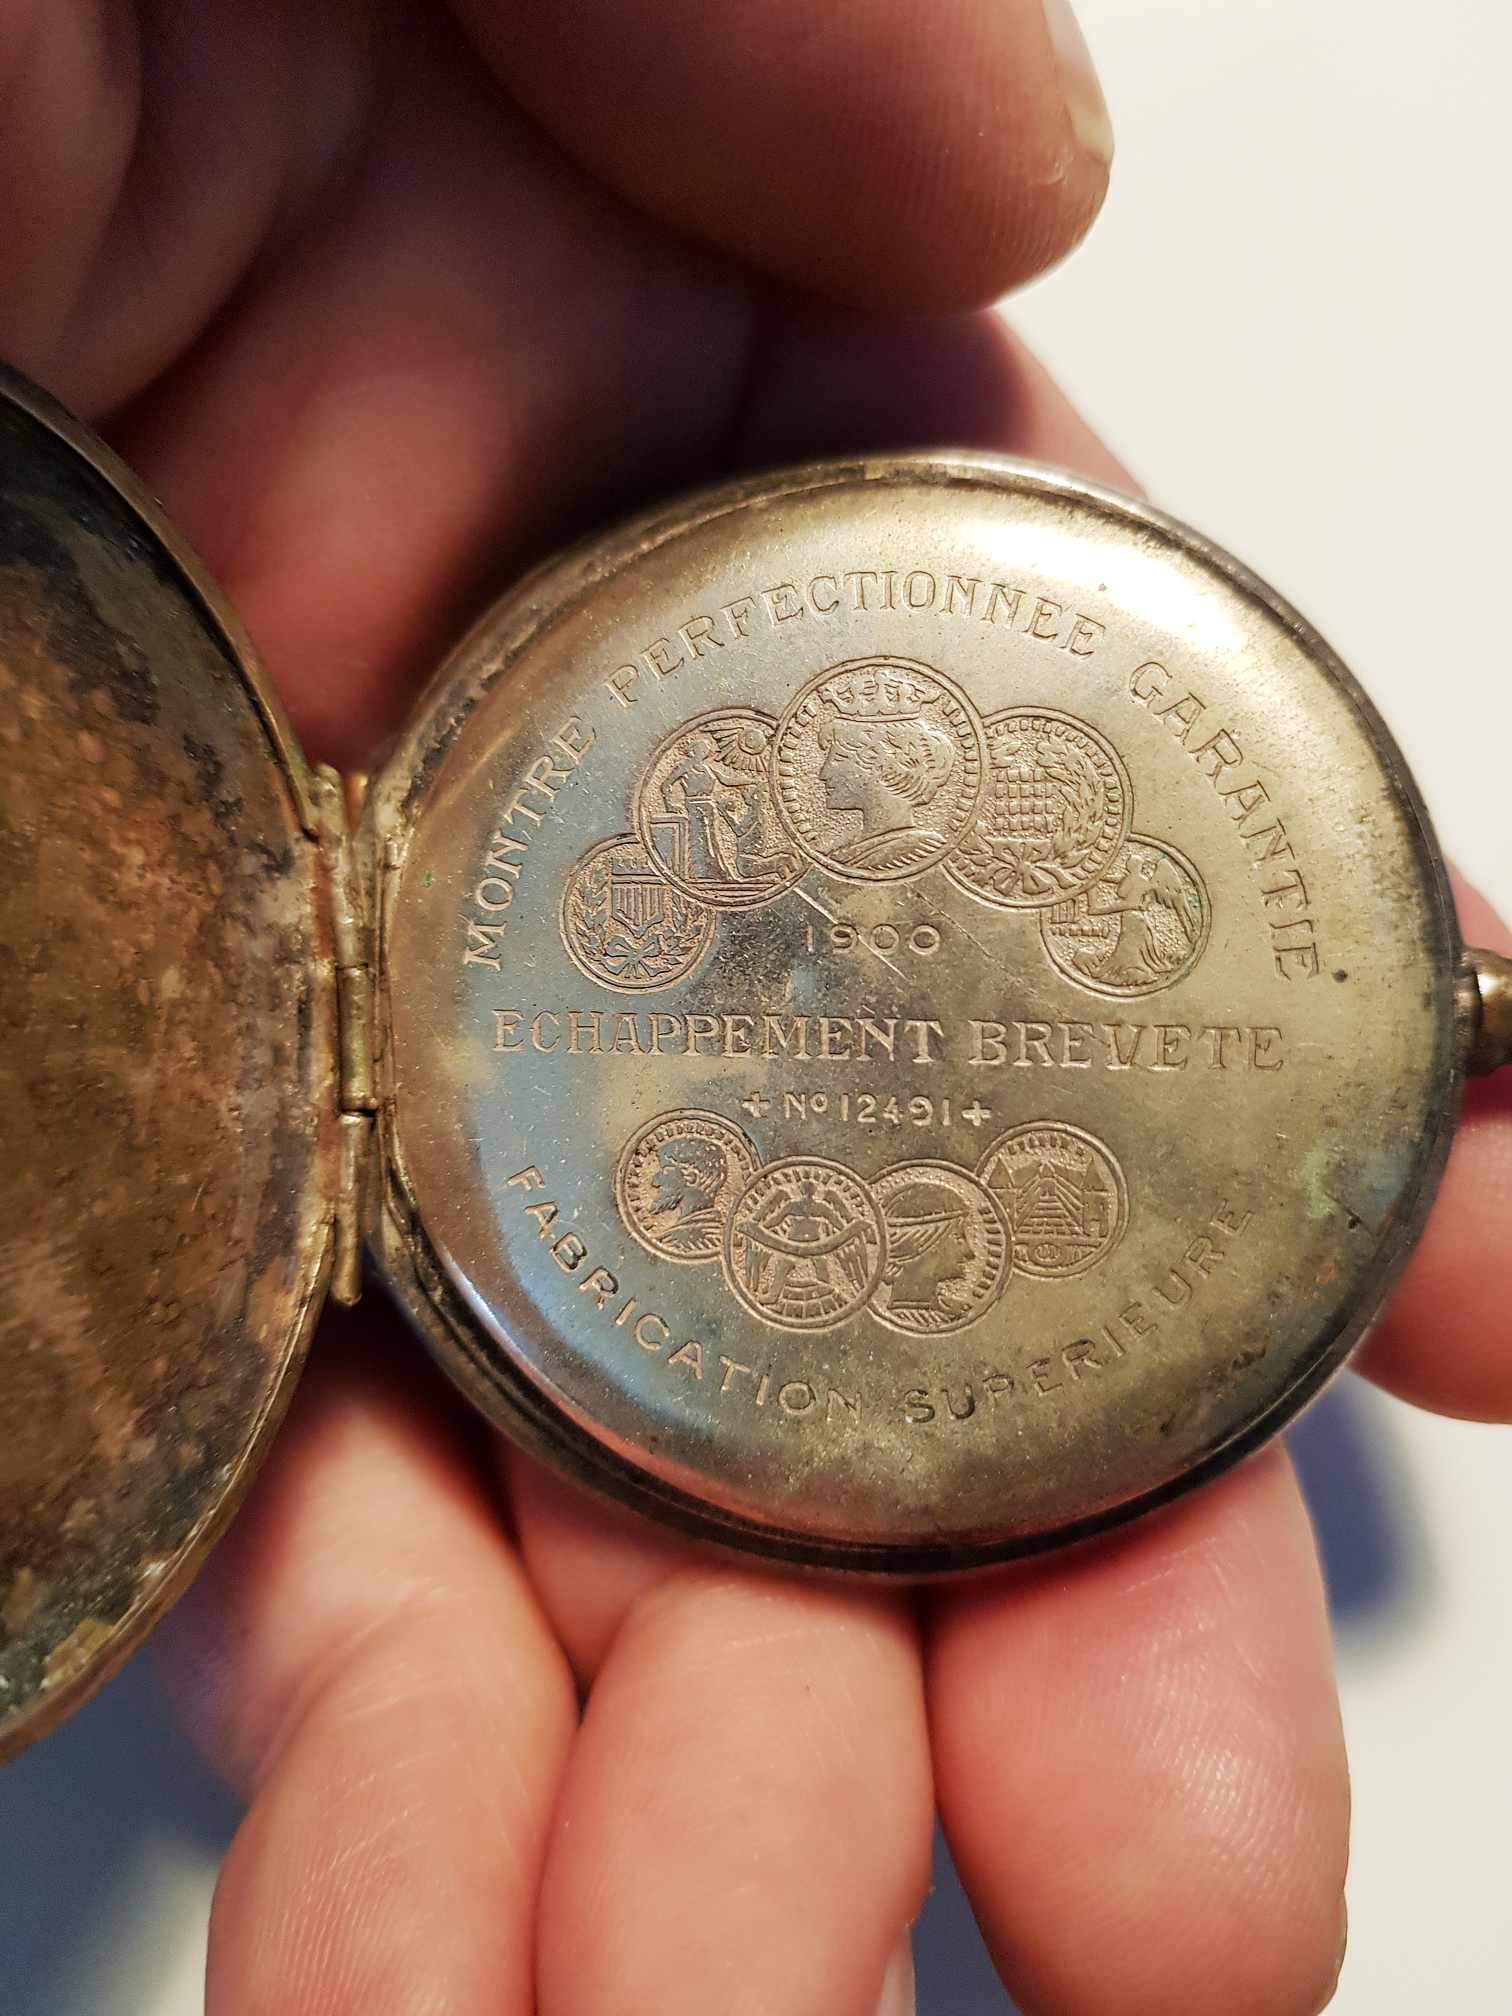 MONTRE PERFECTIONNEE GARANTIE
1900
ECHAPPEMENT BREVETE
+ No 12491 +
FABRICATION SUPERIEURE